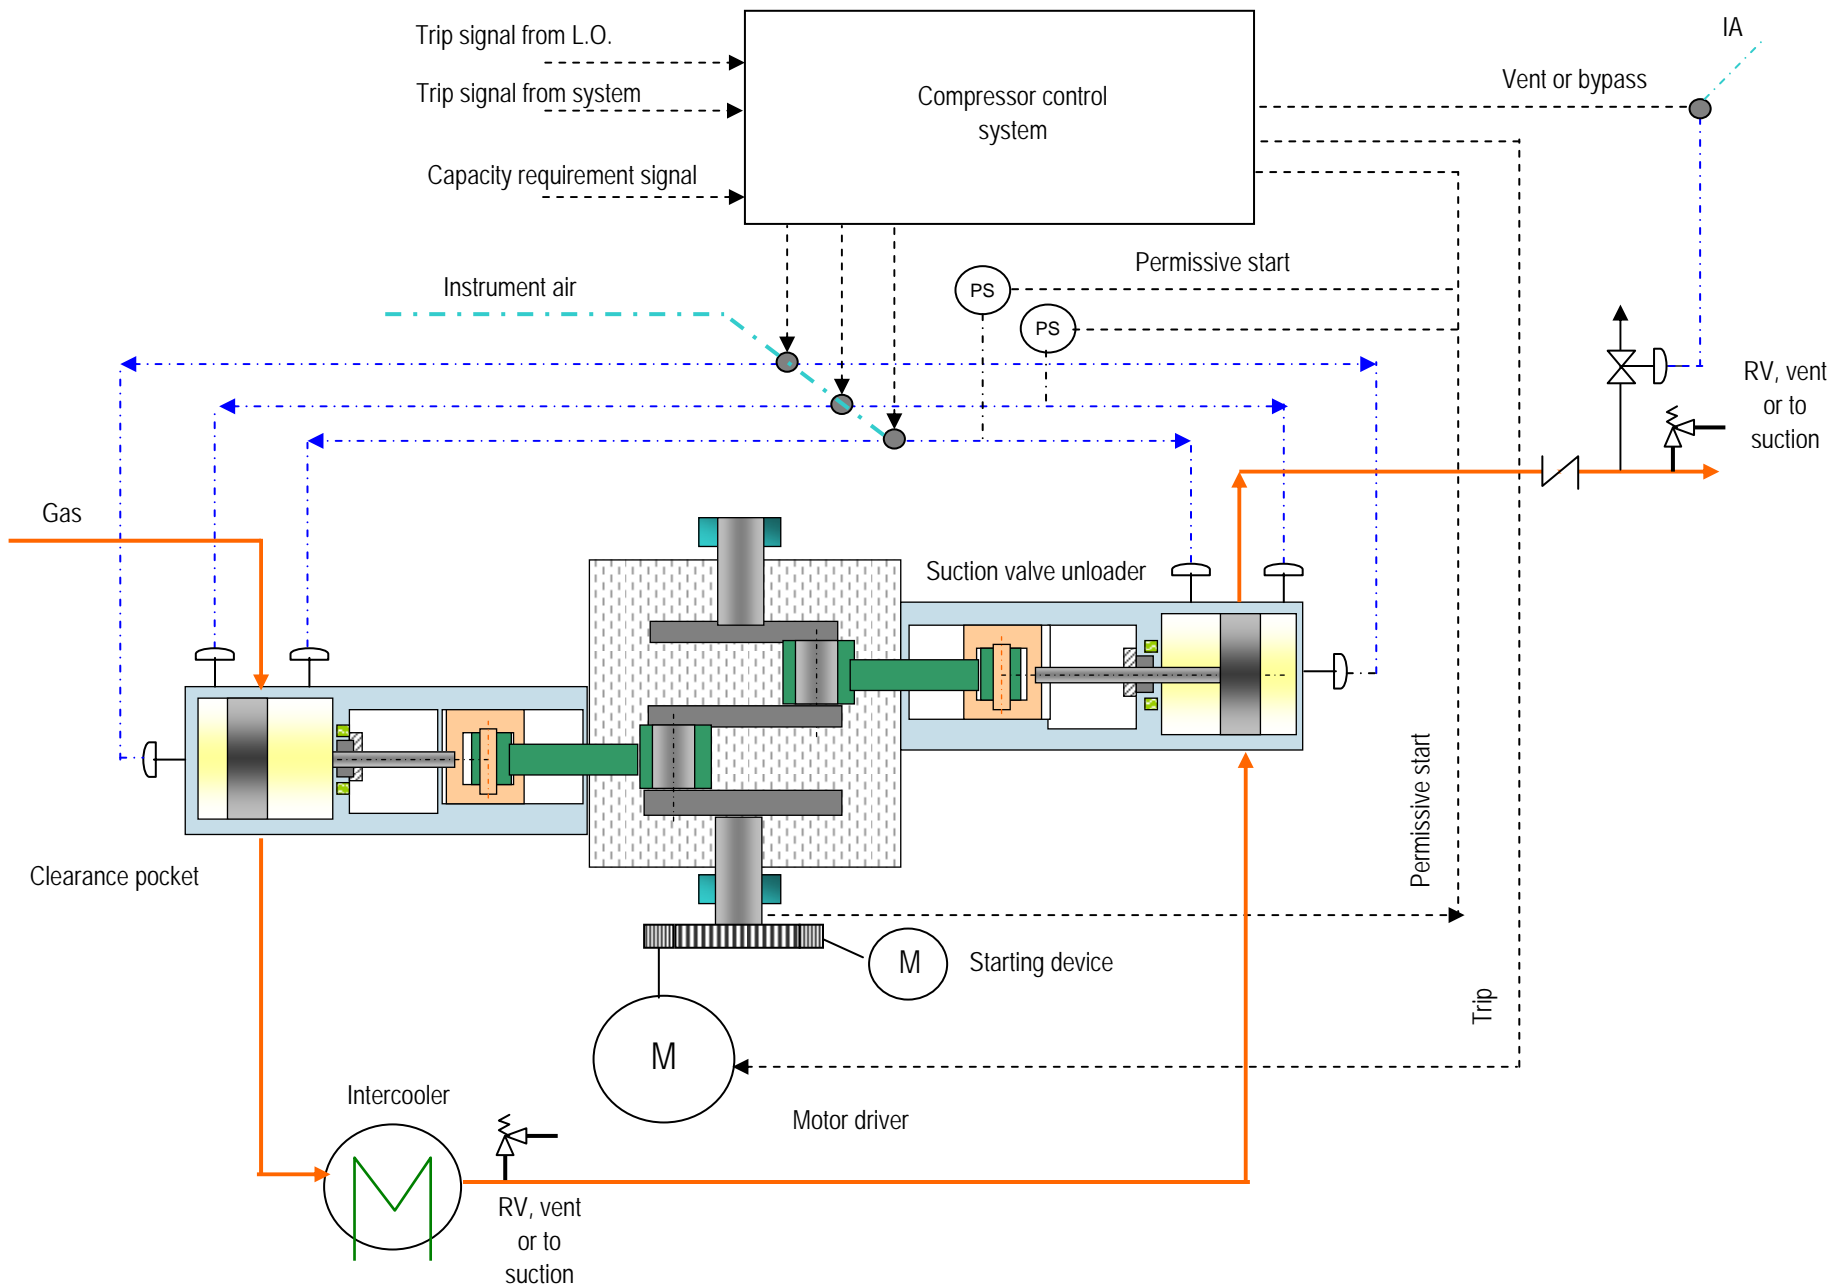 Trip signal from L.O.
Trip signal from system
Capacity requirement signal
Compressor control
system
IA
Vent or bypass
Permissive start
PS
PS
Instrument air
RV, vent
or to
suction
Gas
Suction valve unloader
Clearance pocket
Permissive start
M
Starting device
Trip
M
Motor driver
Intercooler
RV, vent
or to
suction